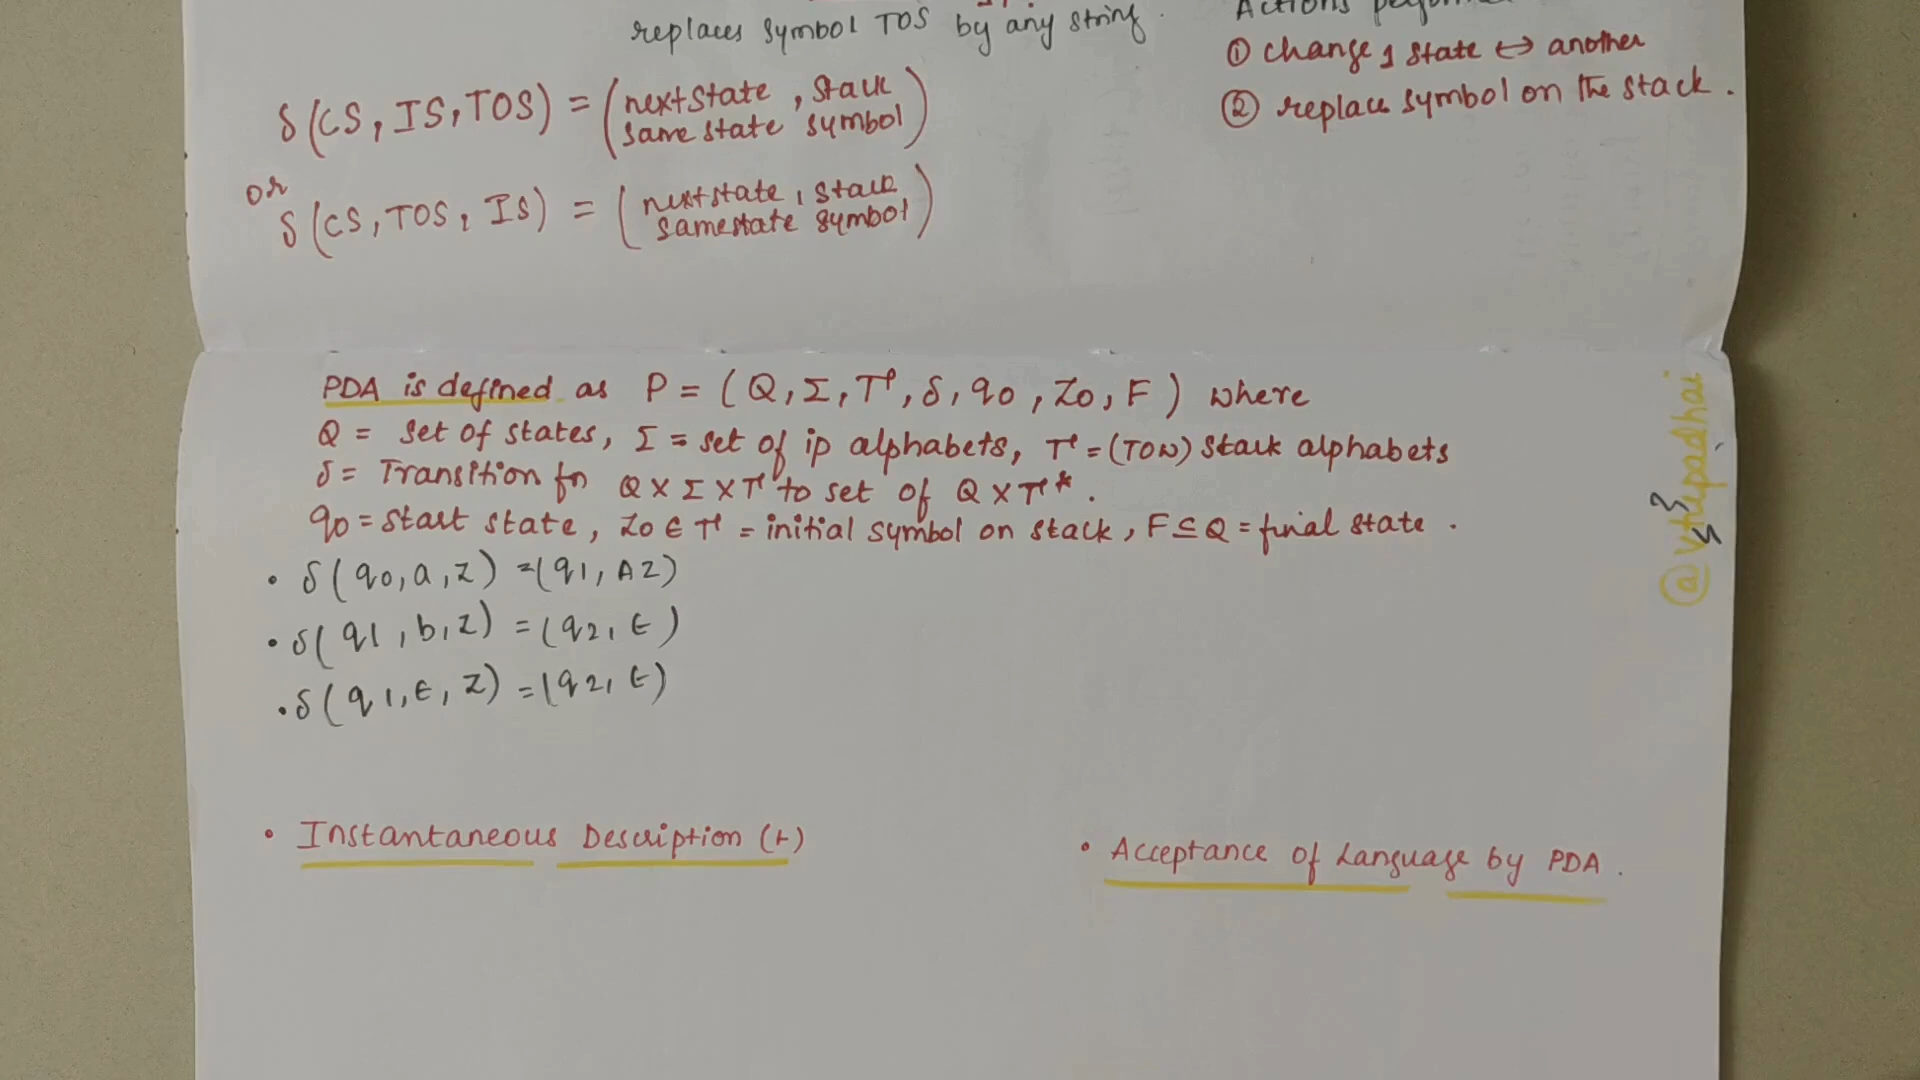 replaces symbol TOS by any string.
① change 1 state ↔ another
② replace symbol on the stack.
δ(CS, IS, TOS) = (nextstate, stack
samestate symbol)
or
δ(CS, TOS, IS) = (nextstate, stack
samestate symbol)
PDA is defined as P = (Q, Σ, Γ, δ, q0, Z0, F) where
Q = set of states, Σ = set of ip alphabets, Γ = (TOW) stack alphabets
δ = Transition fn Q X Σ X Γ to set of Q X Γ*.
q0 = start state, Z0 ∈ Γ = initial symbol on stack, F ⊆ Q = final state.
• δ(q0, a, z) = (q1, AZ)
• δ(q1, b, z) = (q2, ε)
• δ(q1, ε, z) = (q2, ε)
• Instantaneous Description (⊢)
• Acceptance of Language by PDA.